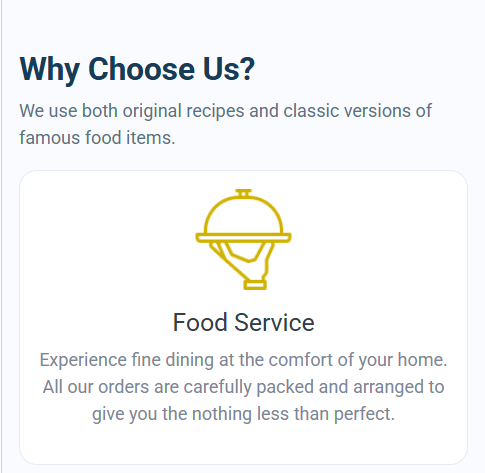 Why Choose Us?
We use both original recipes and classic versions of
famous food items.
Food Service
Experience fine dining at the comfort of your home.
All our orders are carefully packed and arranged to
give you the nothing less than perfect.